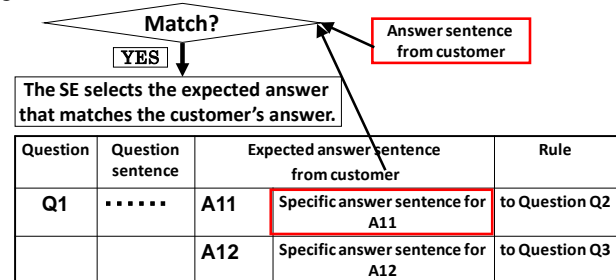 Match?
Answer sentence
from customer
YES
The SE selects the expected answer
that matches the customer's answer.
Question
Question
sentence
Expected answer sentence
from customer
Rule
Q1
......
A11
Specific answer sentence for
A11
to Question Q2
A12
Specific answer sentence for
A12
to Question Q3